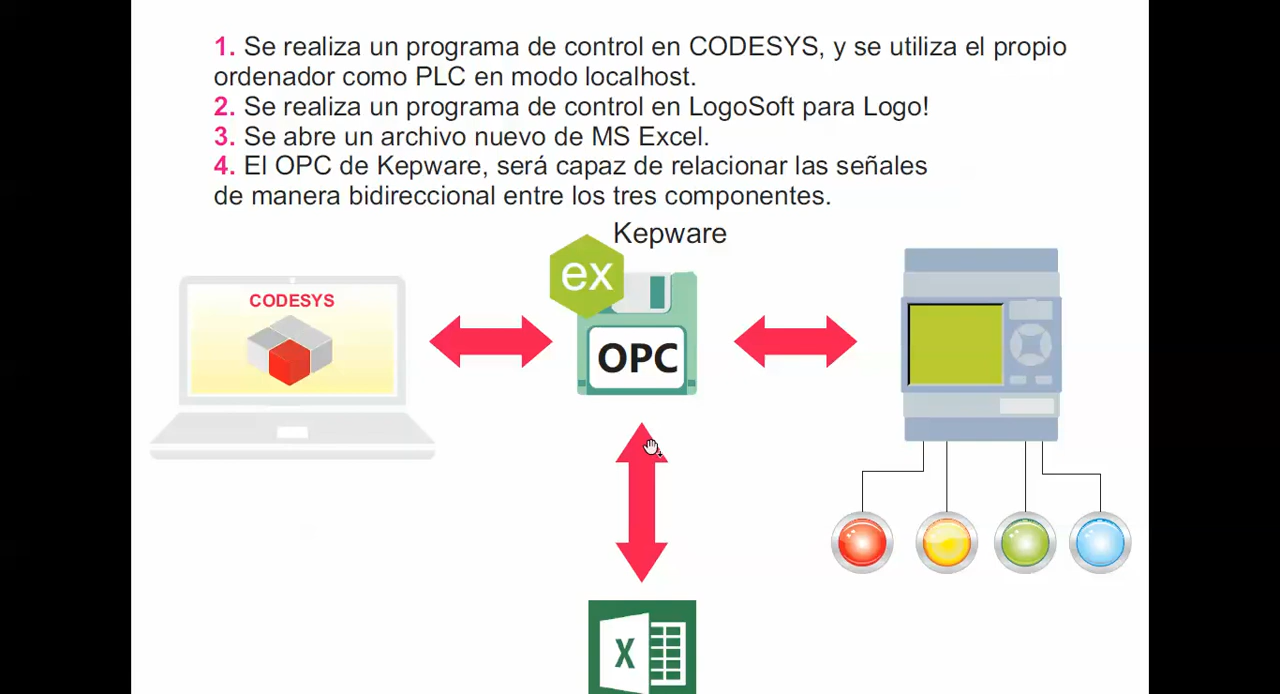 1. Se realiza un programa de control en CODESYS, y se utiliza el propio
ordenador como PLC en modo localhost.
2. Se realiza un programa de control en LogoSoft para Logo!
3. Se abre un archivo nuevo de MS Excel.
4. El OPC de Kepware, será capaz de relacionar las señales
de manera bidireccional entre los tres componentes.
Kepware
ex
CODESYS
OPC
X